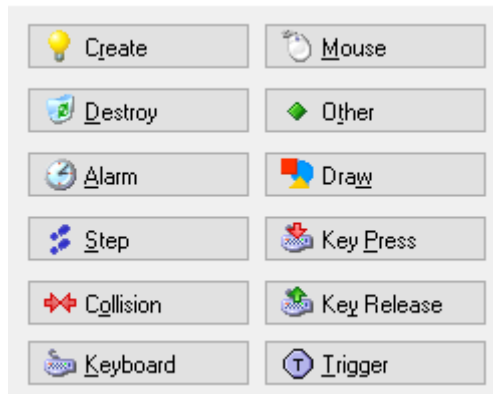 Create
Mouse
Destroy
Other
Alarm
Draw
Step
Key Press
Collision
Key Release
Keyboard
T Trigger